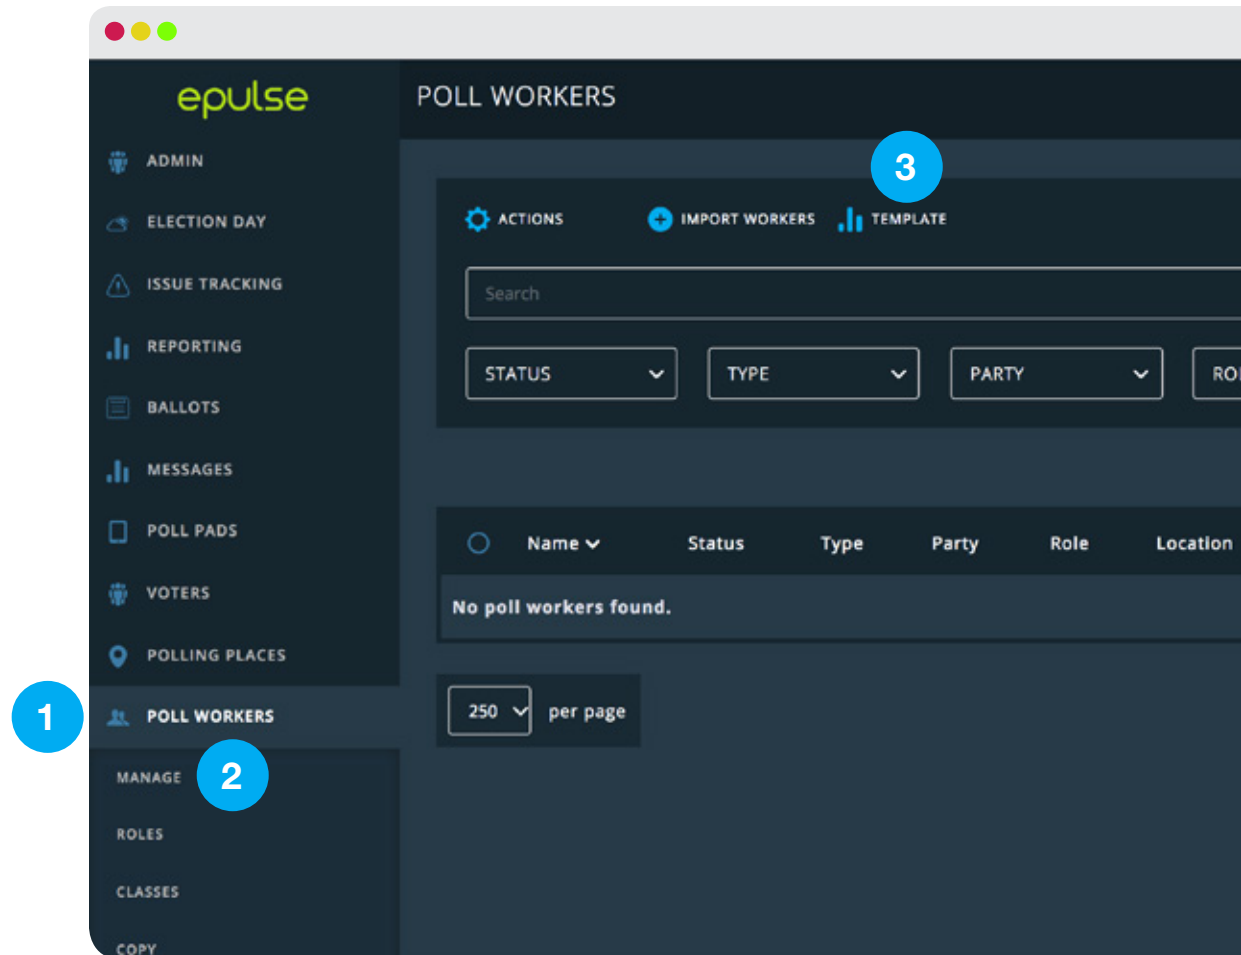 epulse
POLL WORKERS
ADMIN
ELECTION DAY
ISSUE TRACKING
REPORTING
BALLOTS
MESSAGES
POLL PADS
VOTERS
POLLING PLACES
1 POLL WORKERS
MANAGE 2
ROLES
CLASSES
COPY
3
ACTIONS IMPORT WORKERS TEMPLATE
Search
STATUS TYPE PARTY
Name Status Type Party Role Location
No poll workers found.
250 per page